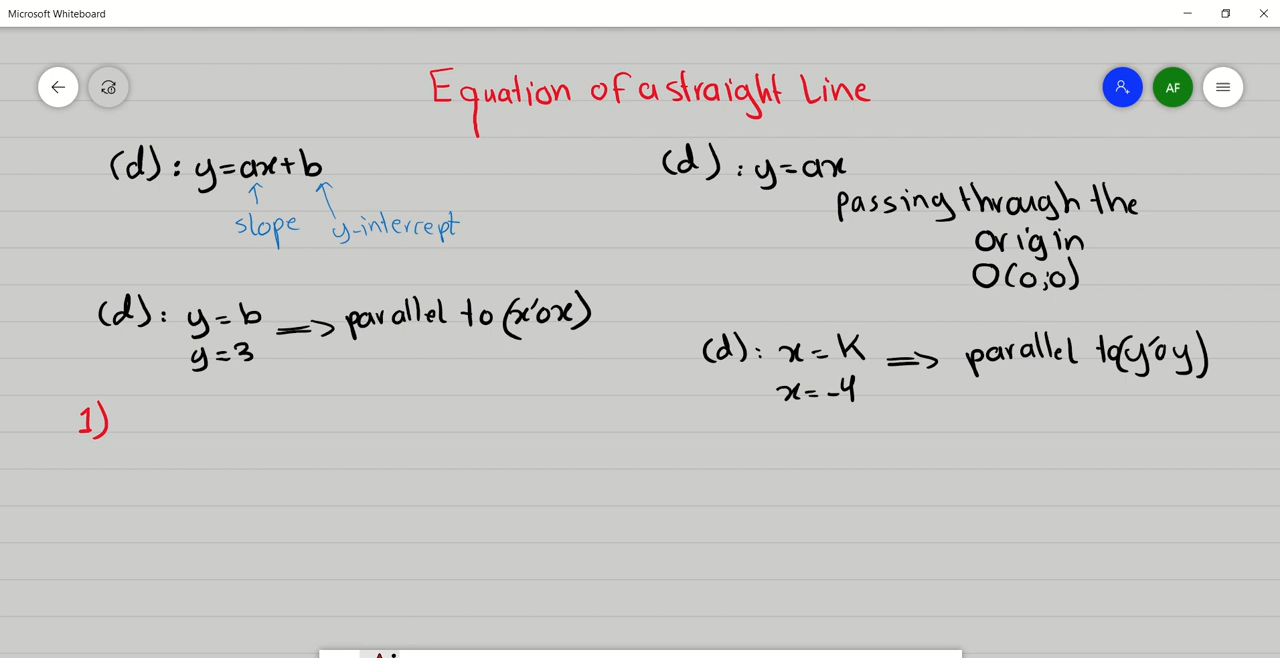 Microsoft Whiteboard
AF
Equation of a straight Line
(d) : y=ax+b
slope
y-intercept
(d) : y=ax
passing through the
origin
O(0;0)
(d) : y=b => parallel to (x'ox)
y=3
(d) : x=K => parallel to (y'oy)
x=-4
1)